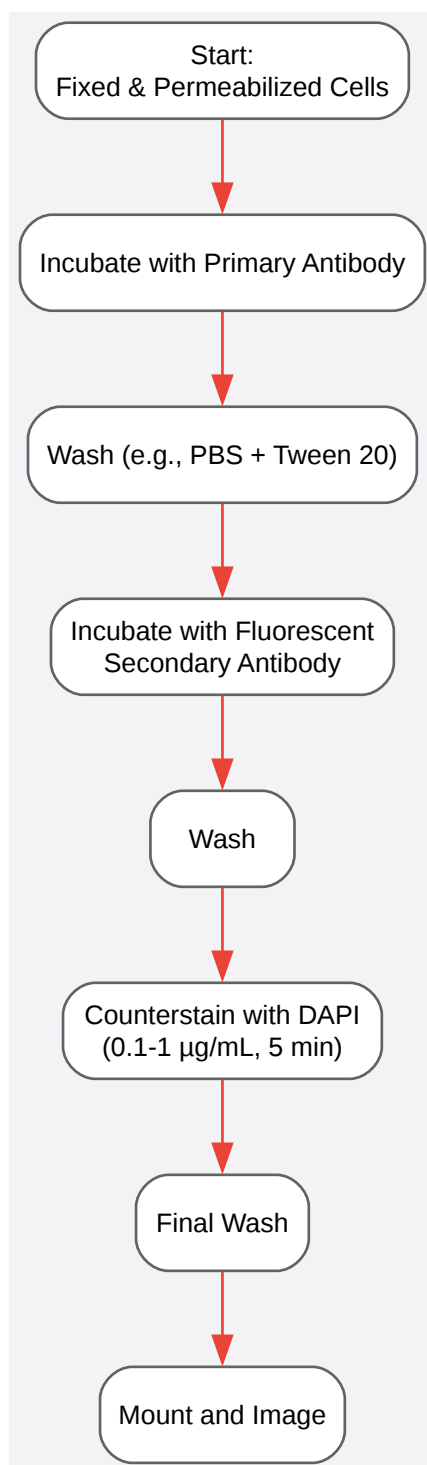 Start:
Fixed & Permeabilized Cells
Incubate with Primary Antibody
Wash (e.g., PBS + Tween 20)
Incubate with Fluorescent
Secondary Antibody
Wash
Counterstain with DAPI
(0.1-1 µg/mL, 5 min)
Final Wash
Mount and Image